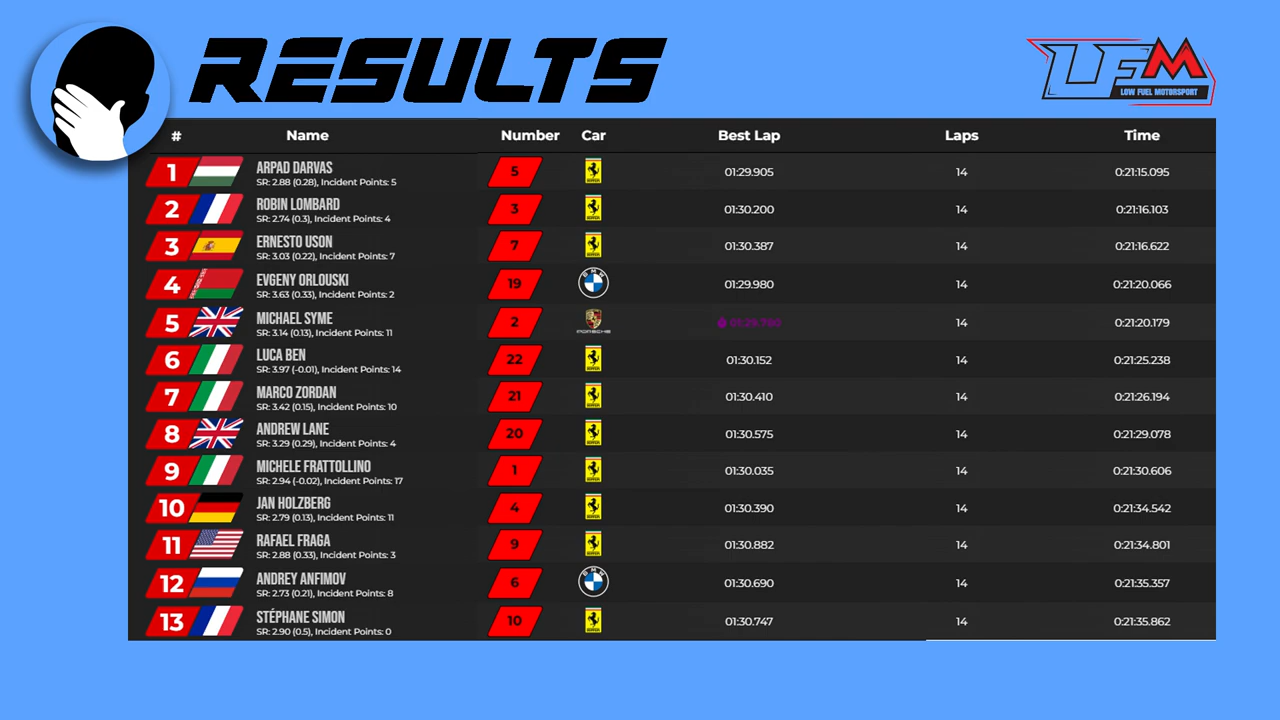 RESULTS
LFM
LOW FUEL MOTORSPORT
# Name Number Car Best Lap Laps Time
1 ARPAD DARVAS 5 01:29.905 14 0:21:15.095
SR: 2.88 (0.28), Incident Points: 5
2 ROBIN LOMBARD 3 01:30.200 14 0:21:16.103
SR: 2.74 (0.3), Incident Points: 4
3 ERNESTO USON 7 01:30.387 14 0:21:16.622
SR: 3.03 (0.22), Incident Points: 7
4 EVGENY ORLOUSKI 19 BMW 01:29.980 14 0:21:20.066
SR: 3.63 (0.33), Incident Points: 2
5 MICHAEL SYME 2 PORSCHE 01:29.780 14 0:21:20.179
SR: 3.14 (0.13), Incident Points: 11
6 LUCA BEN 22 01:30.152 14 0:21:25.238
SR: 3.97 (-0.01), Incident Points: 14
7 MARCO ZORDAN 21 01:30.410 14 0:21:26.194
SR: 3.42 (0.15), Incident Points: 10
8 ANDREW LANE 20 01:30.575 14 0:21:29.078
SR: 3.29 (0.29), Incident Points: 4
9 MICHELE FRATTOLLINO 1 01:30.035 14 0:21:30.606
SR: 2.94 (-0.02), Incident Points: 17
10 JAN HOLZBERG 4 01:30.390 14 0:21:34.542
SR: 2.79 (0.13), Incident Points: 11
11 RAFAEL FRAGA 9 01:30.882 14 0:21:34.801
SR: 2.88 (0.33), Incident Points: 3
12 ANDREY ANFIMOV 6 BMW 01:30.690 14 0:21:35.357
SR: 2.73 (0.21), Incident Points: 8
13 STÉPHANE SIMON 10 01:30.747 14 0:21:35.862
SR: 2.90 (0.5), Incident Points: 0